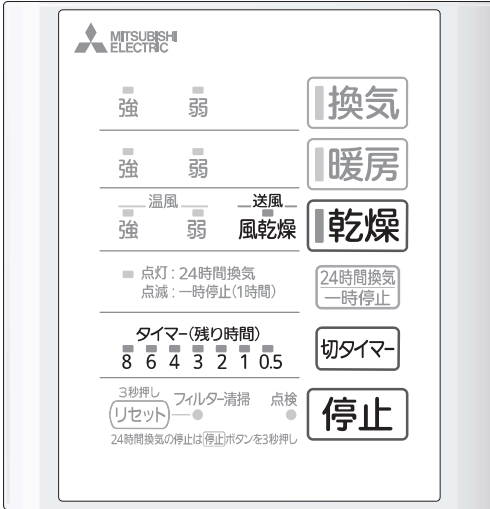 MITSUBISHI
ELECTRIC
強 弱 換気
強 弱 暖房
温風 送風
強 弱 風乾燥 乾燥
点灯:24時間換気
点滅:一時停止(1時間)
24時間換気
一時停止
タイマー(残り時間)
8 6 4 3 2 1 0.5
切タイマー
3秒押し
リセット フィルター清掃 点検
停止
24時間換気の停止は停止ボタンを3秒押し